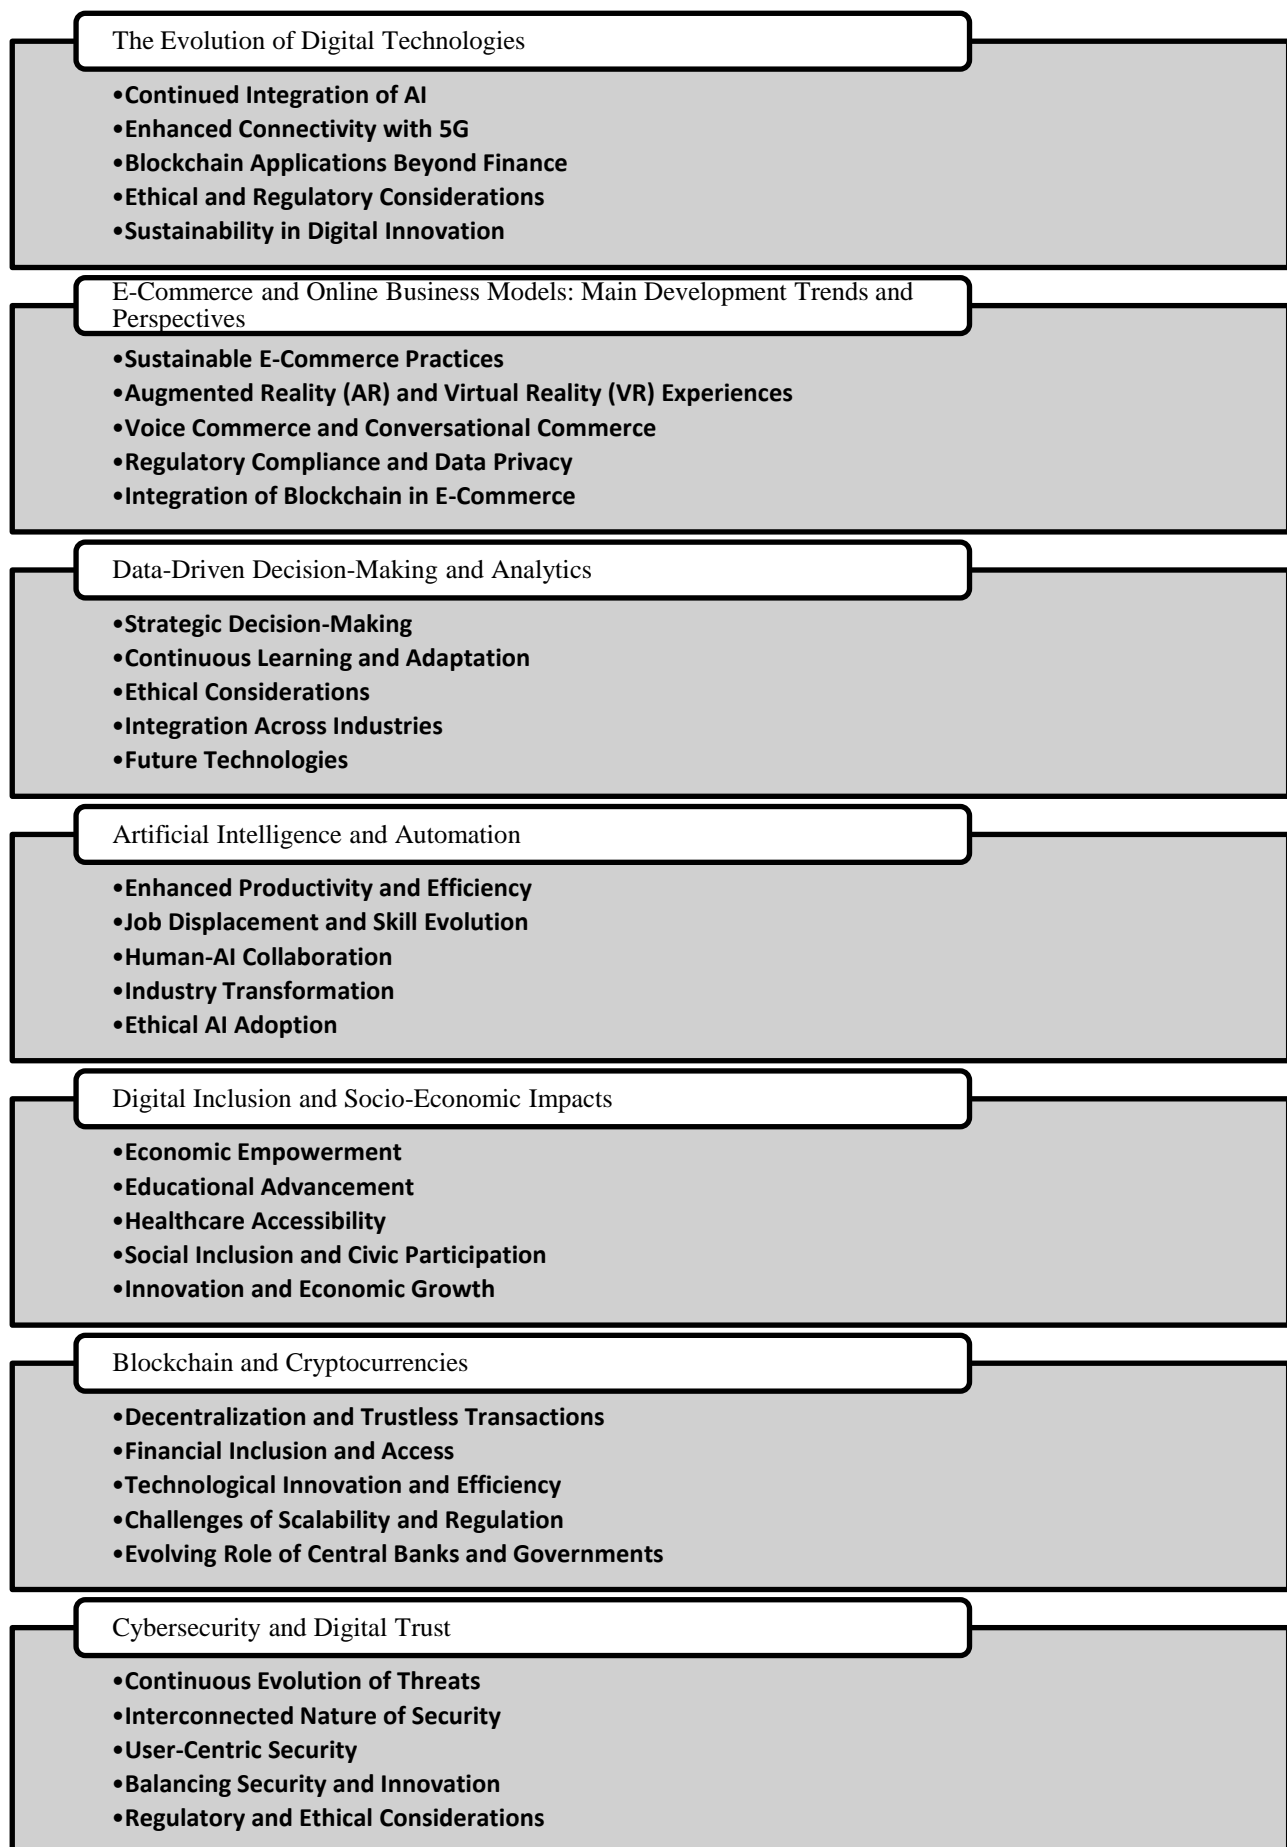 The Evolution of Digital Technologies
•Continued Integration of AI
•Enhanced Connectivity with 5G
•Blockchain Applications Beyond Finance
•Ethical and Regulatory Considerations
•Sustainability in Digital Innovation
E-Commerce and Online Business Models: Main Development Trends and
Perspectives
•Sustainable E-Commerce Practices
•Augmented Reality (AR) and Virtual Reality (VR) Experiences
•Voice Commerce and Conversational Commerce
•Regulatory Compliance and Data Privacy
•Integration of Blockchain in E-Commerce
Data-Driven Decision-Making and Analytics
•Strategic Decision-Making
•Continuous Learning and Adaptation
•Ethical Considerations
•Integration Across Industries
•Future Technologies
Artificial Intelligence and Automation
•Enhanced Productivity and Efficiency
•Job Displacement and Skill Evolution
•Human-AI Collaboration
•Industry Transformation
•Ethical AI Adoption
Digital Inclusion and Socio-Economic Impacts
•Economic Empowerment
•Educational Advancement
•Healthcare Accessibility
•Social Inclusion and Civic Participation
•Innovation and Economic Growth
Blockchain and Cryptocurrencies
•Decentralization and Trustless Transactions
•Financial Inclusion and Access
•Technological Innovation and Efficiency
•Challenges of Scalability and Regulation
•Evolving Role of Central Banks and Governments
Cybersecurity and Digital Trust
•Continuous Evolution of Threats
•Interconnected Nature of Security
•User-Centric Security
•Balancing Security and Innovation
•Regulatory and Ethical Considerations